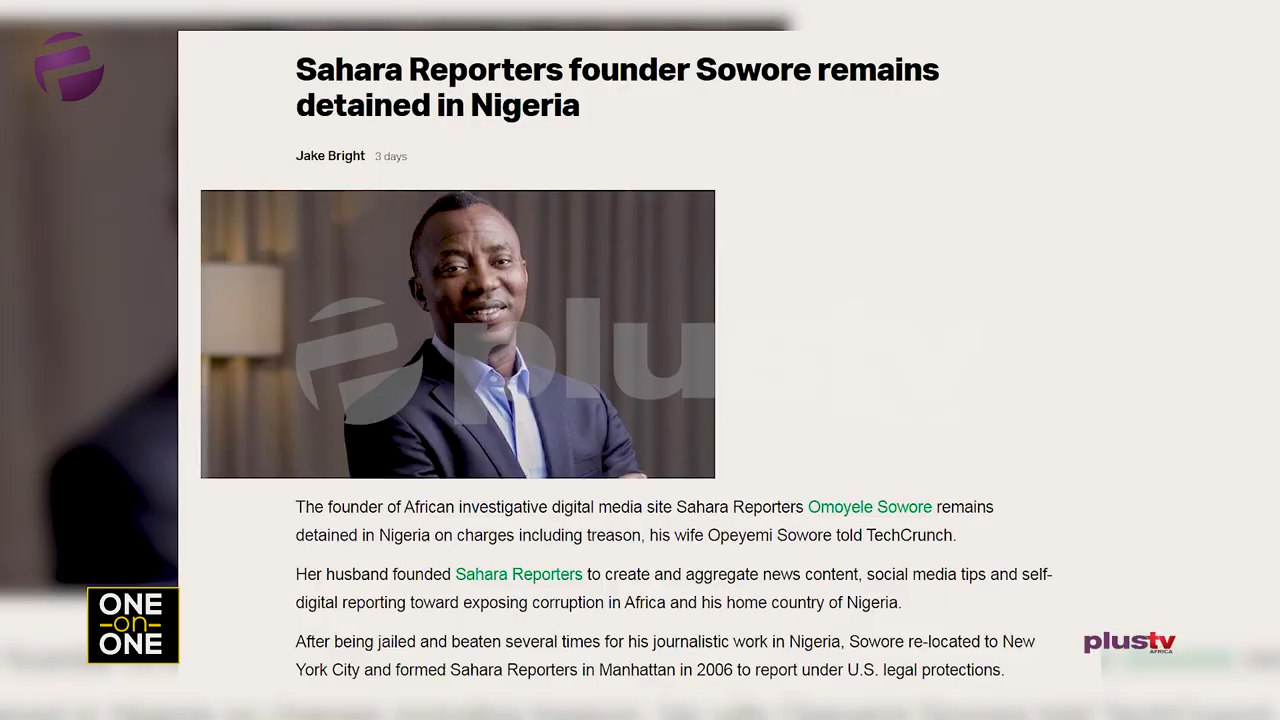 Sahara Reporters founder Sowore remains
detained in Nigeria
Jake Bright 3 days
plus
The founder of African investigative digital media site Sahara Reporters Omoyele Sowore remains
detained in Nigeria on charges including treason, his wife Opeyemi Sowore told TechCrunch.
Her husband founded Sahara Reporters to create and aggregate news content, social media tips and self-
digital reporting toward exposing corruption in Africa and his home country of Nigeria.
After being jailed and beaten several times for his journalistic work in Nigeria, Sowore re-located to New
York City and formed Sahara Reporters in Manhattan in 2006 to report under U.S. legal protections.
ONE
on
ONE
plustv
AFRICA